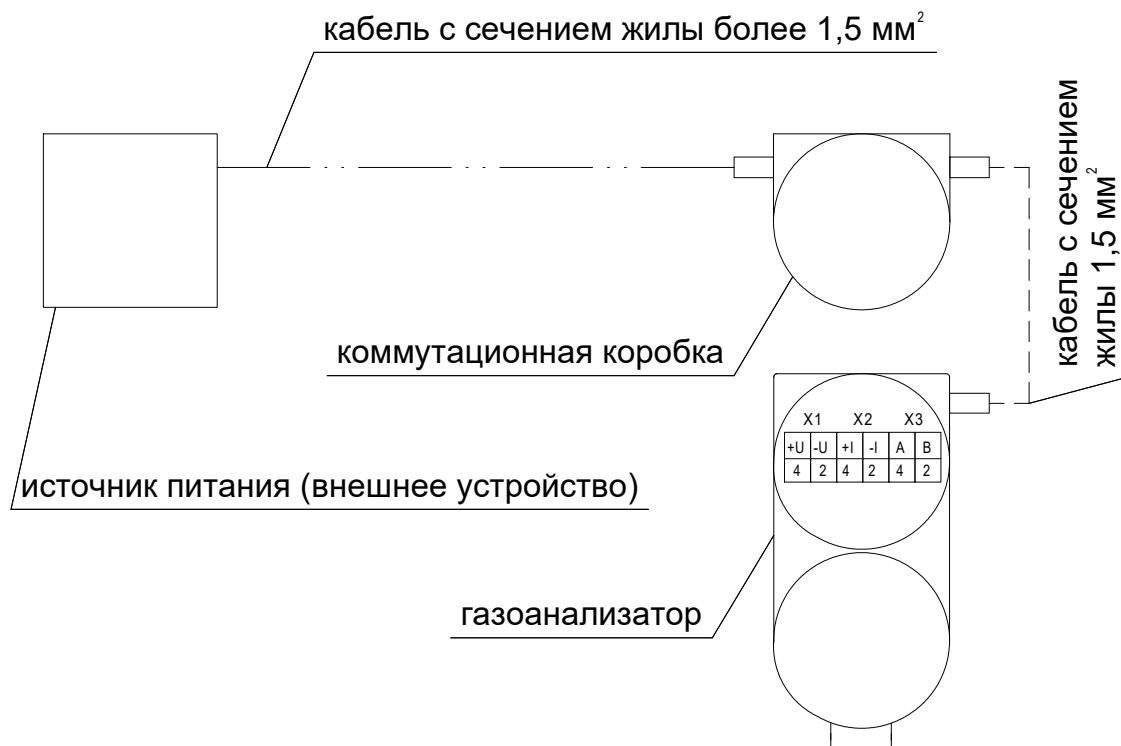 кабель с сечением жилы более 1,5 мм²
кабель с сечением
жилы 1,5 мм²
коммутационная коробка
X1 X2 X3
+U -U +I -I A B
4 2 4 2 4 2
источник питания (внешнее устройство)
газоанализатор